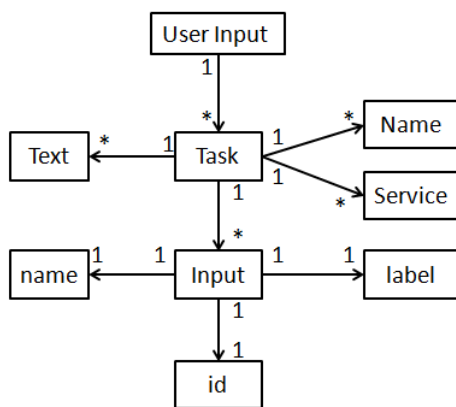 User Input
1
*
Text
*
1
Task
1
*
Name
1
*
Service
1
*
name
1
1
Input
1
1
label
1
1
id